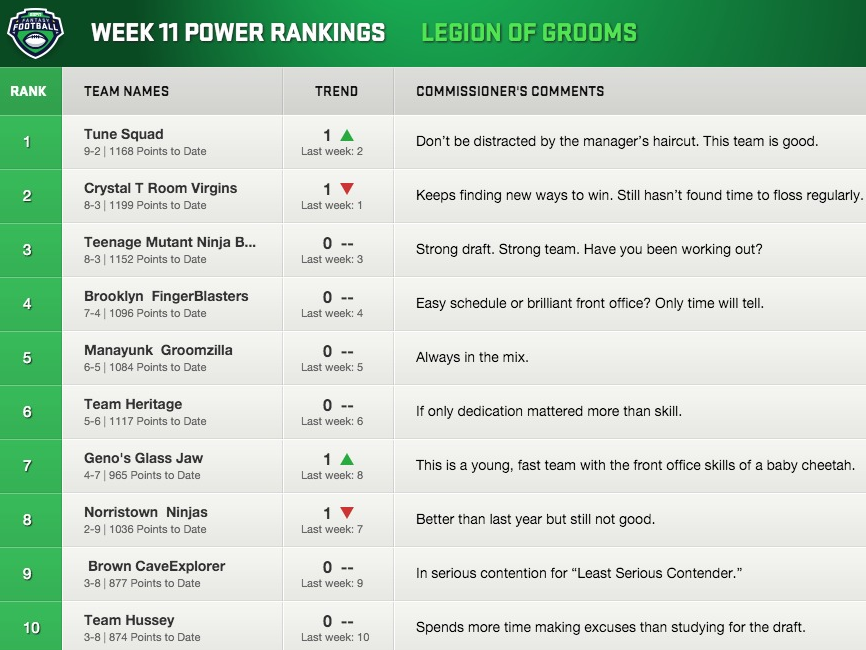 ESPN
FANTASY
FOOTBALL
WEEK 11 POWER RANKINGS LEGION OF GROOMS
RANK TEAM NAMES TREND COMMISSIONER'S COMMENTS
1 Tune Squad 1 Don’t be distracted by the manager’s haircut. This team is good.
9-2 | 1168 Points to Date Last week: 2
2 Crystal T Room Virgins 1 Keeps finding new ways to win. Still hasn’t found time to floss regularly.
8-3 | 1199 Points to Date Last week: 1
3 Teenage Mutant Ninja B... 0 -- Strong draft. Strong team. Have you been working out?
8-3 | 1152 Points to Date Last week: 3
4 Brooklyn FingerBlasters 0 -- Easy schedule or brilliant front office? Only time will tell.
7-4 | 1096 Points to Date Last week: 4
5 Manayunk Groomzilla 0 -- Always in the mix.
6-5 | 1084 Points to Date Last week: 5
6 Team Heritage 0 -- If only dedication mattered more than skill.
5-6 | 1117 Points to Date Last week: 6
7 Geno's Glass Jaw 1 This is a young, fast team with the front office skills of a baby cheetah.
4-7 | 965 Points to Date Last week: 8
8 Norristown Ninjas 1 Better than last year but still not good.
2-9 | 1036 Points to Date Last week: 7
9 Brown CaveExplorer 0 -- In serious contention for “Least Serious Contender.”
3-8 | 877 Points to Date Last week: 9
10 Team Hussey 0 -- Spends more time making excuses than studying for the draft.
3-8 | 874 Points to Date Last week: 10